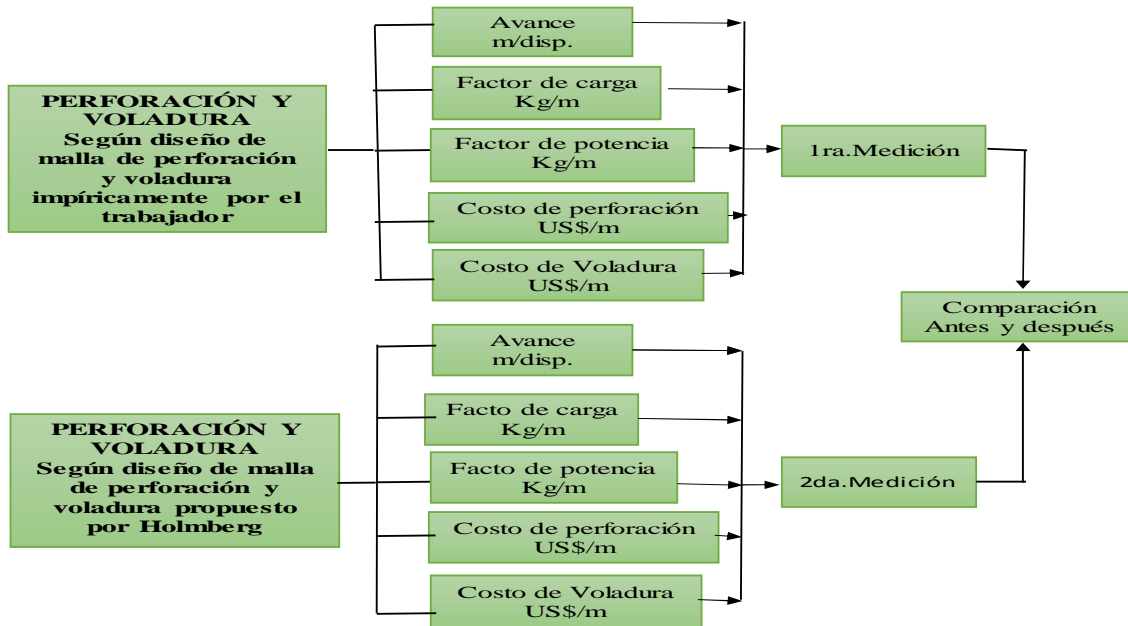 PERFORACIÓN Y
VOLADURA
Según diseño de
malla de perforación
y voladura
impíricamente por el
trabajador
Avance
m/disp.
Factor de carga
Kg/m
Factor de potencia
Kg/m
Costo de perforación
US$/m
Costo de Voladura
US$/m
1ra.Medición
Comparación
Antes y después
PERFORACIÓN Y
VOLADURA
Según diseño de malla
de perforación y
voladura propuesto
por Holmberg
Avance
m/disp.
Facto de carga
Kg/m
Facto de potencia
Kg/m
Costo de perforación
US$/m
Costo de Voladura
US$/m
2da.Medición